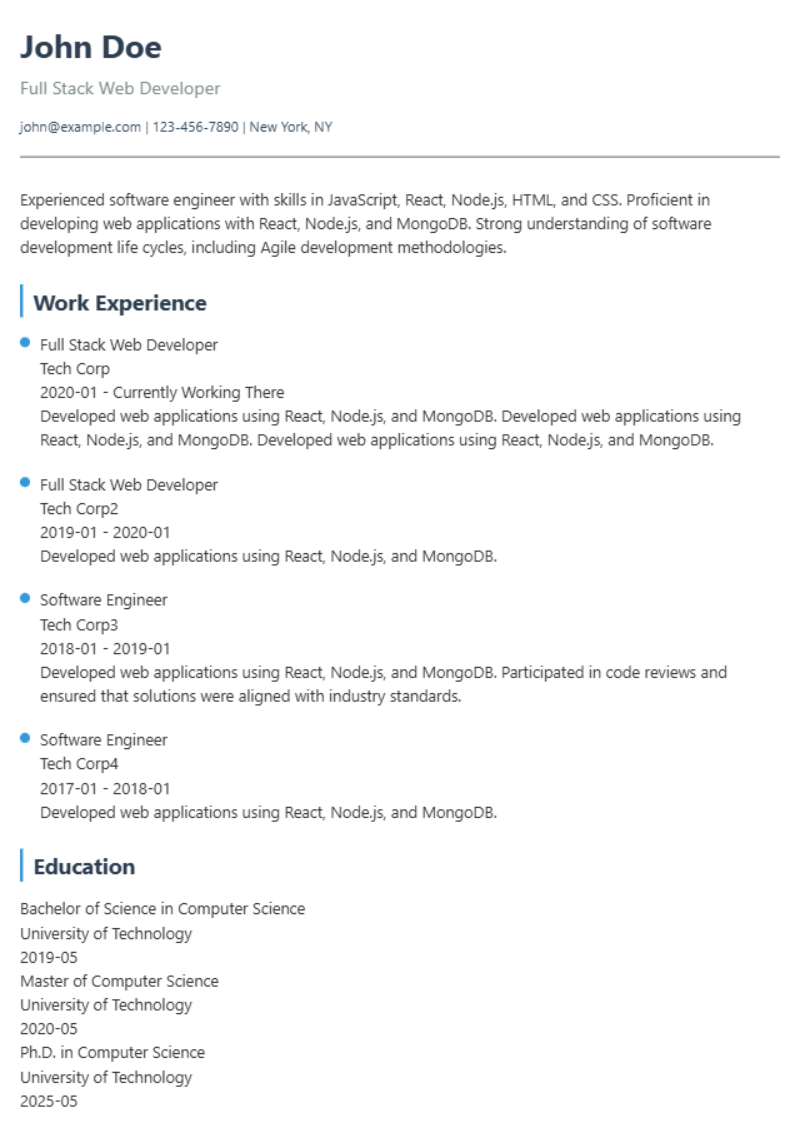 John Doe
Full Stack Web Developer
john@example.com | 123-456-7890 | New York, NY
Experienced software engineer with skills in JavaScript, React, Node.js, HTML, and CSS. Proficient in
developing web applications with React, Node.js, and MongoDB. Strong understanding of software
development life cycles, including Agile development methodologies.
Work Experience
Full Stack Web Developer
Tech Corp
2020-01 - Currently Working There
Developed web applications using React, Node.js, and MongoDB. Developed web applications using
React, Node.js, and MongoDB. Developed web applications using React, Node.js, and MongoDB.
Full Stack Web Developer
Tech Corp2
2019-01 - 2020-01
Developed web applications using React, Node.js, and MongoDB.
Software Engineer
Tech Corp3
2018-01 - 2019-01
Developed web applications using React, Node.js, and MongoDB. Participated in code reviews and
ensured that solutions were aligned with industry standards.
Software Engineer
Tech Corp4
2017-01 - 2018-01
Developed web applications using React, Node.js, and MongoDB.
Education
Bachelor of Science in Computer Science
University of Technology
2019-05
Master of Computer Science
University of Technology
2020-05
Ph.D. in Computer Science
University of Technology
2025-05